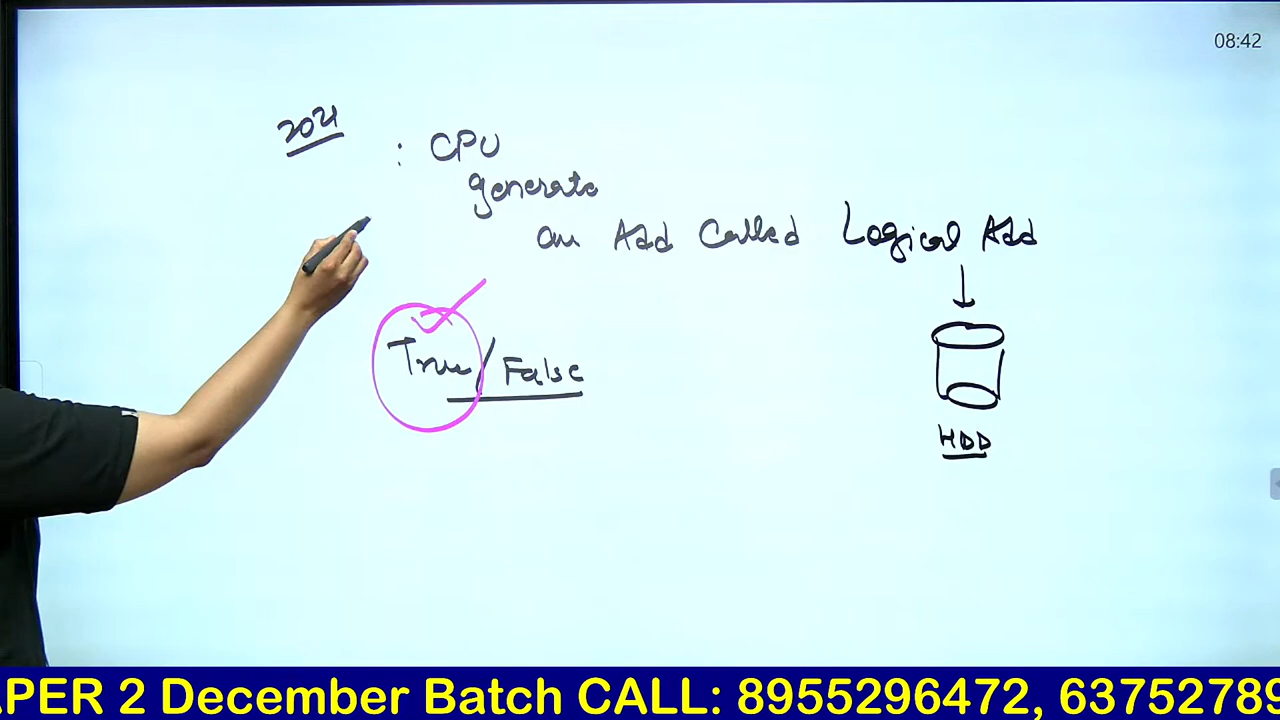 08:42
2021
: CPU
generate
an Add Called Logical Add
True/False
HDD
PER 2 December Batch CALL: 8955296472, 63752789